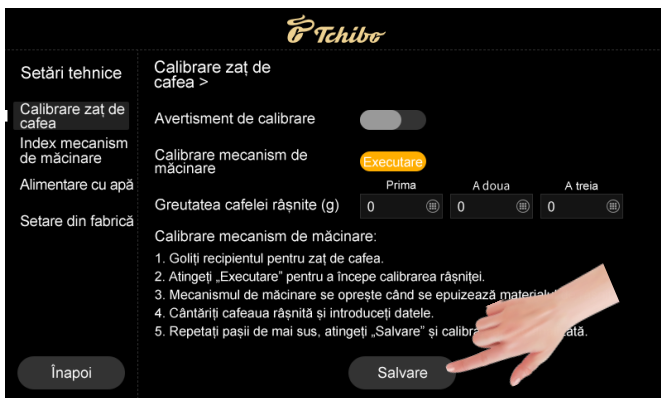 Tchibo
Setări tehnice
Calibrare zaț de
cafea
Index mecanism
de măcinare
Alimentare cu apă
Setare din fabrică
Înapoi
Calibrare zaț de
cafea >
Avertisment de calibrare
Calibrare mecanism de
măcinare
Executare
Prima A doua A treia
Greutatea cafelei râșnite (g) 0 0 0
Calibrare mecanism de măcinare:
1. Goliți recipientul pentru zaț de cafea.
2. Atingeți „Executare” pentru a începe calibrarea râșniței.
3. Mecanismul de măcinare se oprește când se epuizează
4. Cântăriți cafeaua râșnită și introduceți datele.
5. Repetați pașii de mai sus, atingeți „Salvare” și
Salvare